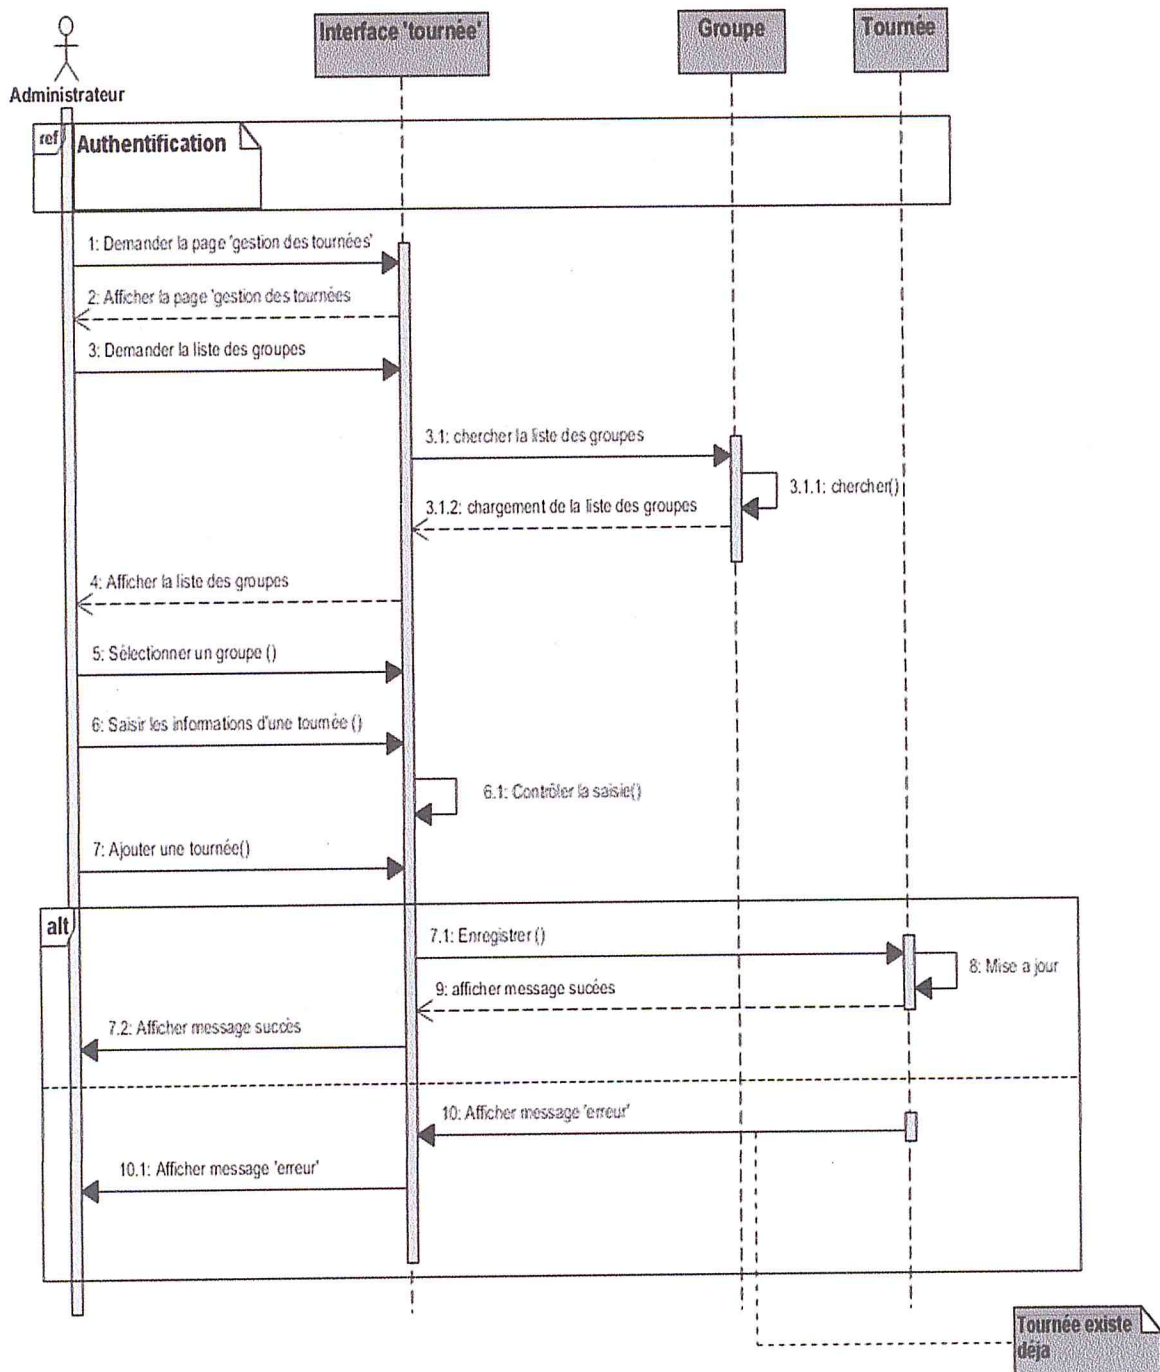 Interface 'tournée'
Groupe
Tournée
Administrateur
ref
Authentification
1: Demander la page 'gestion des tournées'
2: Afficher la page 'gestion des tournées
3: Demander la liste des groupes
3.1: chercher la liste des groupes
3.1.1: chercher()
3.1.2: chargement de la liste des groupes
4: Afficher la liste des groupes
5: Sélectionner un groupe ()
6: Saisir les informations d'une tournée ()
6.1: Contrôler la saisie()
7: Ajouter une tournée()
alt
7.1: Enregistrer ()
8: Mise a jour
9: afficher message sucées
7.2: Afficher message succès
10: Afficher message 'erreur'
10.1: Afficher message 'erreur'
Tournée existe
déja